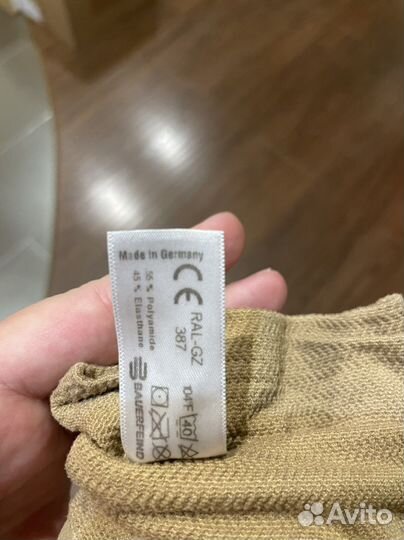 Made in Germany
CE RAL-GZ
387
55 % Polyamide
45 % Elasthane
BAUERFEIND
104°F
40
Avito